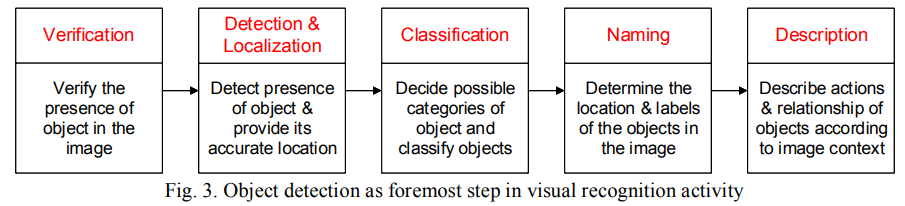 Verification
Verify the
presence of
object in the
image
Detection &
Localization
Detect presence
of object &
provide its
accurate location
Classification
Decide possible
categories of
object and
classify objects
Naming
Determine the
location & labels
of the objects in
the image
Description
Describe actions
& relationship of
objects according
to image context
Fig. 3. Object detection as foremost step in visual recognition activity